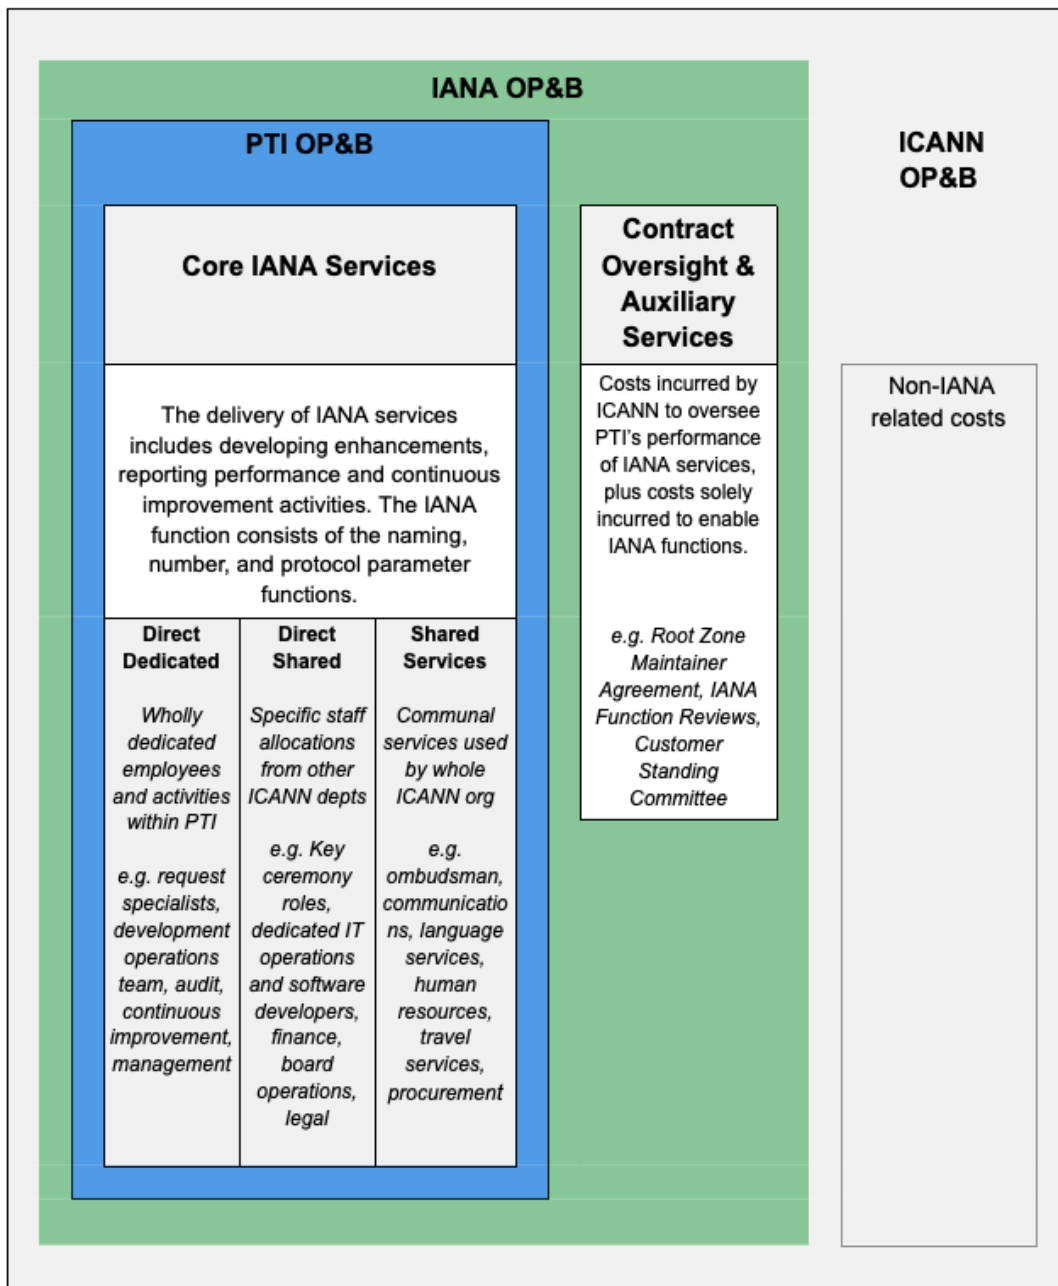 IANA OP&B
PTI OP&B
ICANN
OP&B
Core IANA Services
Contract
Oversight &
Auxiliary
Services
The delivery of IANA services
includes developing enhancements,
reporting performance and continuous
improvement activities. The IANA
function consists of the naming,
number, and protocol parameter
functions.
Direct
Dedicated
Wholly
dedicated
employees
and activities
within PTI
e.g. request
specialists,
development
operations
team, audit,
continuous
improvement,
management
Direct
Shared
Specific staff
allocations
from other
ICANN depts
e.g. Key
ceremony
roles,
dedicated IT
operations
and software
developers,
finance,
board
operations,
legal
Shared
Services
Communal
services used
by whole
ICANN org
e.g.
ombudsman,
communicatio
ns, language
services,
human
resources,
travel
services,
procurement
Costs incurred by
ICANN to oversee
PTI's performance
of IANA services,
plus costs solely
incurred to enable
IANA functions.
e.g. Root Zone
Maintainer
Agreement, IANA
Function Reviews,
Customer
Standing
Committee
Non-IANA
related costs